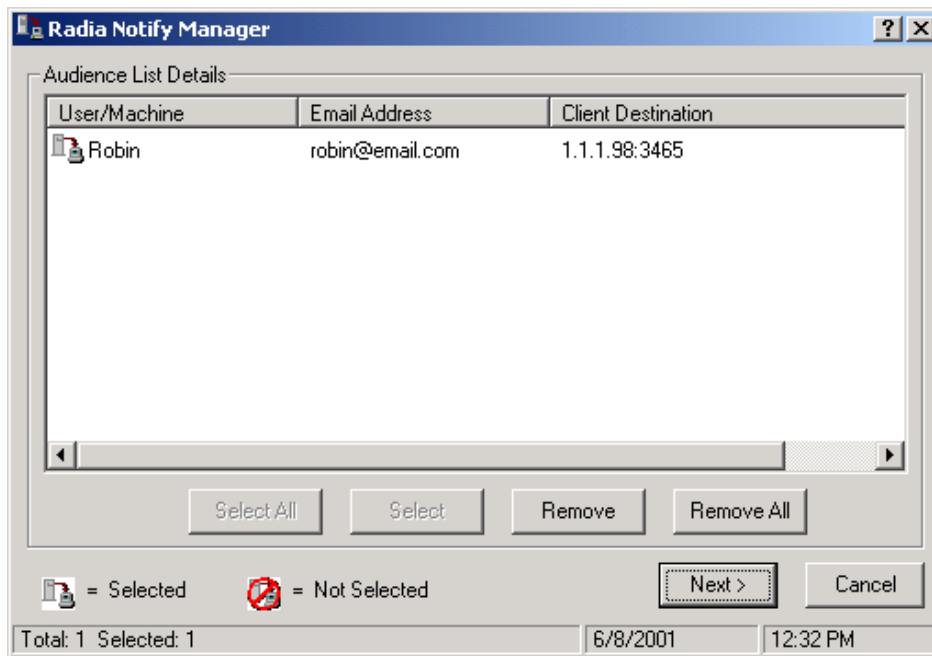 Radia Notify Manager
Audience List Details
User/Machine Email Address Client Destination
Robin robin@email.com 1.1.1.98:3465
Select All Select Remove Remove All
= Selected = Not Selected Next > Cancel
Total: 1 Selected: 1 6/8/2001 12:32 PM